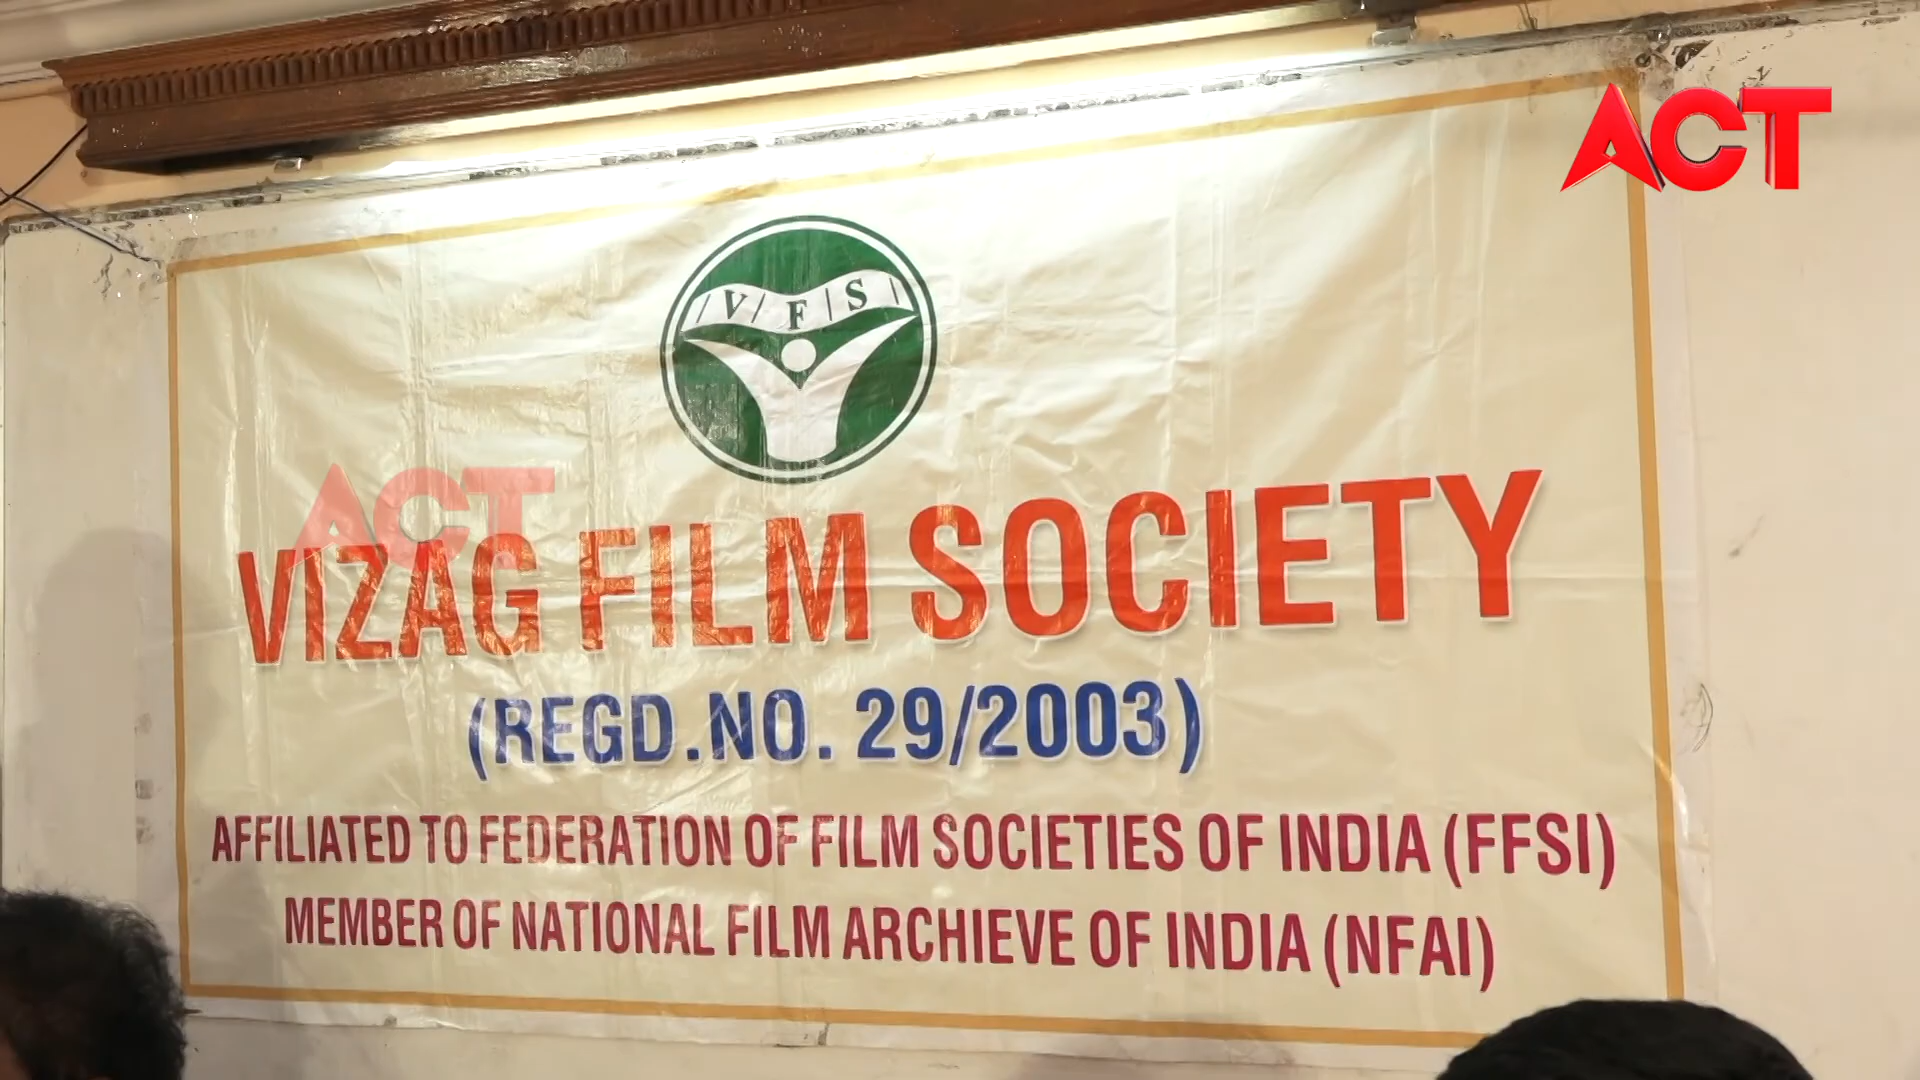 ACT
V F S
ACT
VIZAG FILM SOCIETY
(REGD.NO. 29/2003)
AFFILIATED TO FEDERATION OF FILM SOCIETIES OF INDIA (FFSI)
MEMBER OF NATIONAL FILM ARCHIEVE OF INDIA (NFAI)